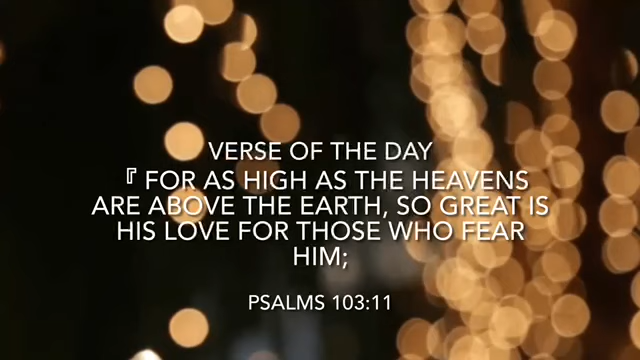 VERSE OF THE DAY
『 FOR AS HIGH AS THE HEAVENS
ARE ABOVE THE EARTH, SO GREAT IS
HIS LOVE FOR THOSE WHO FEAR
HIM;
PSALMS 103:11